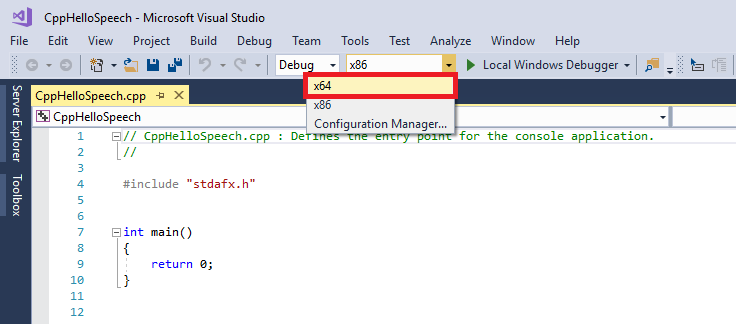 CppHelloSpeech - Microsoft Visual Studio
File Edit View Project Build Debug Team Tools Test Analyze Window Help
Debug x86 Local Windows Debugger
x64
x86
Configuration Manager...
Server Explorer
Toolbox
CppHelloSpeech.cpp
CppHelloSpeech
1 // CppHelloSpeech.cpp : Defines the entry point for the console application.
2 //
3
4 #include "stdafx.h"
5
6
7 int main()
8 {
9 return 0;
10 }
11
12